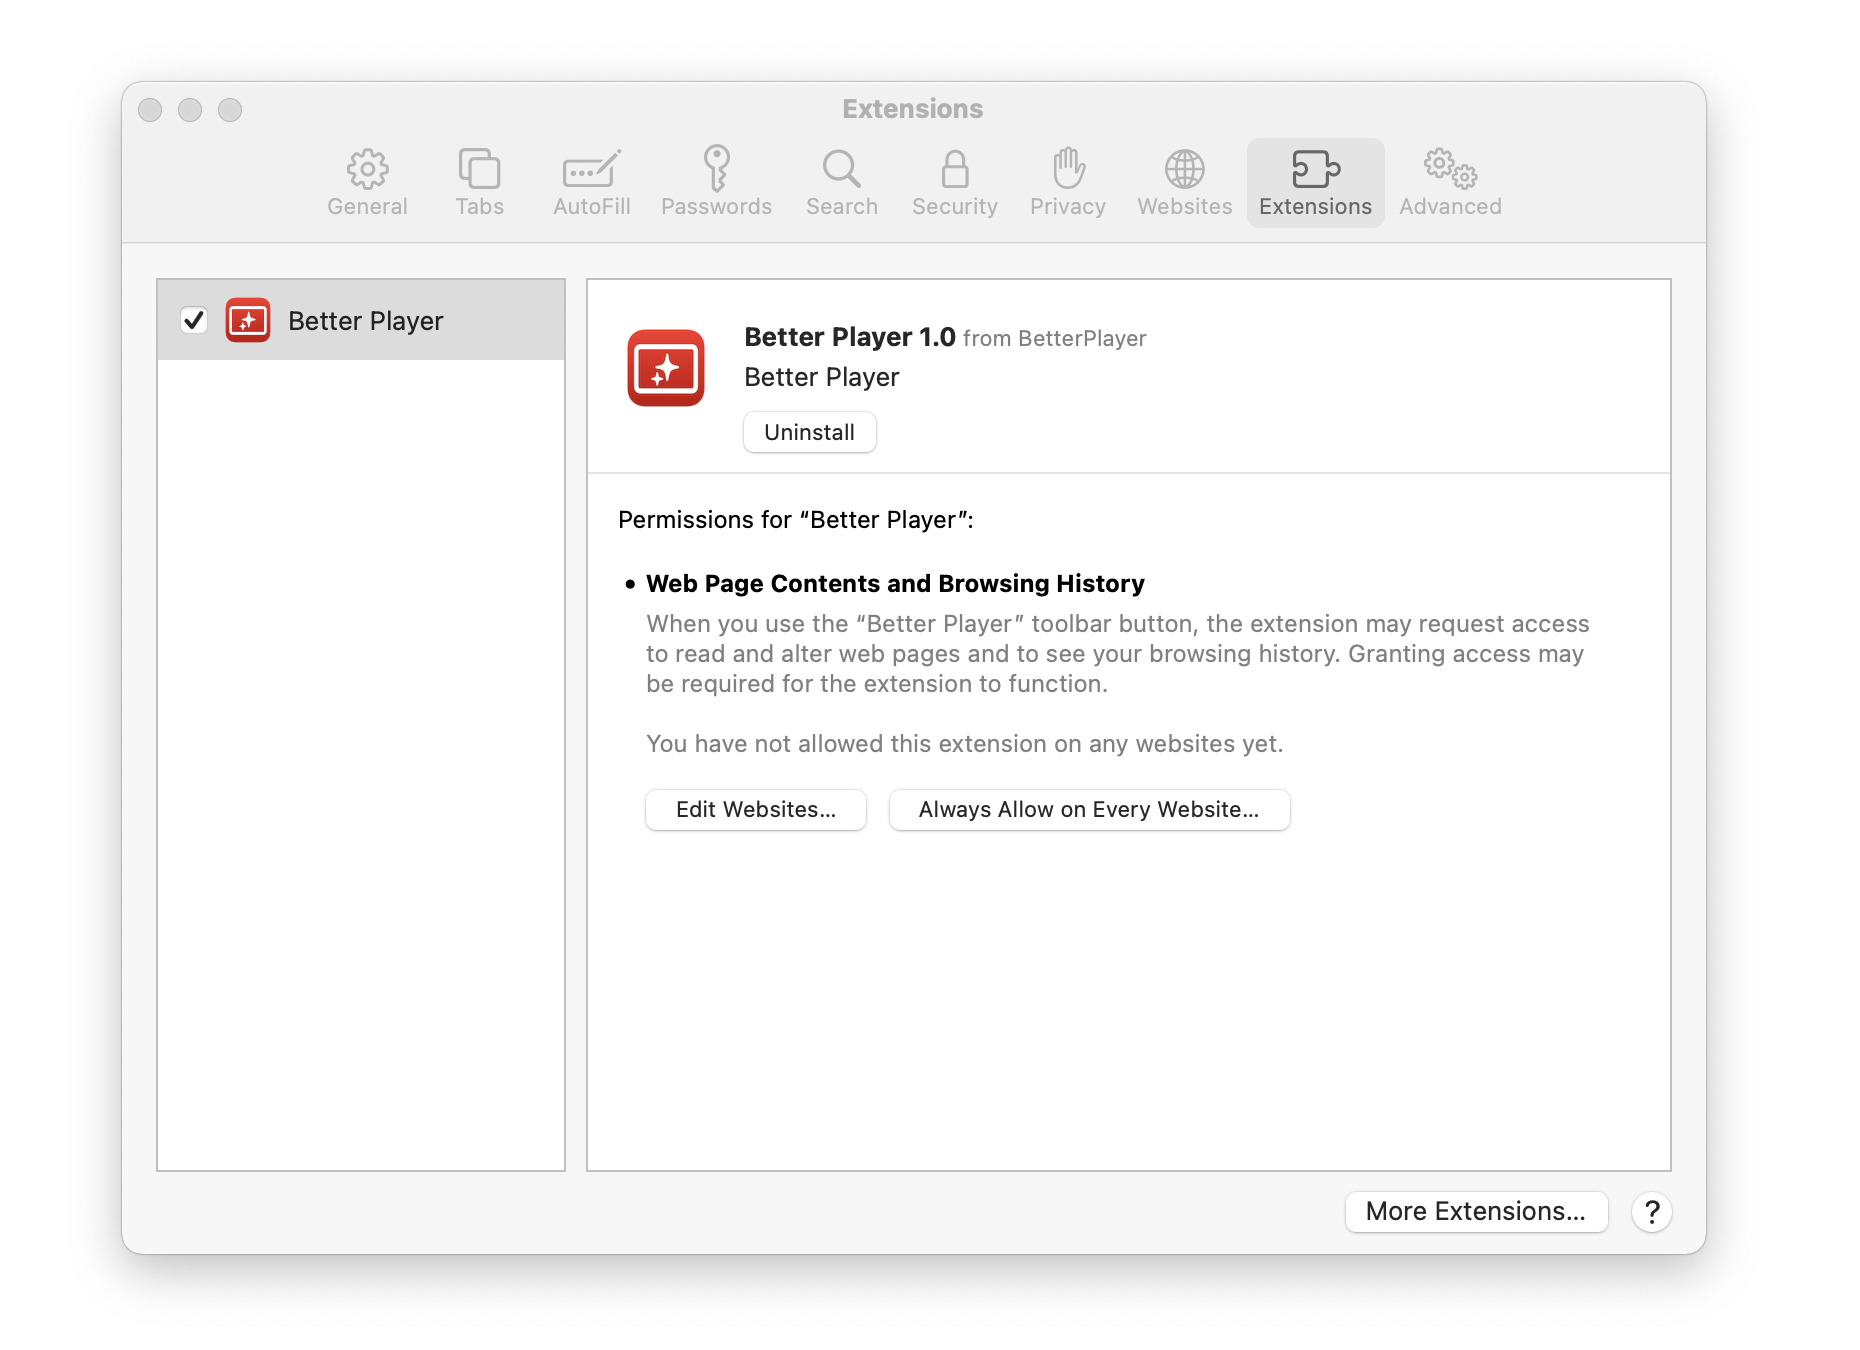 Extensions
General
Tabs
AutoFill
Passwords
Search
Security
Privacy
Websites
Extensions
Advanced
Better Player
Better Player 1.0 from BetterPlayer
Better Player
Uninstall
Permissions for “Better Player”:
• Web Page Contents and Browsing History
When you use the “Better Player” toolbar button, the extension may request access
to read and alter web pages and to see your browsing history. Granting access may
be required for the extension to function.
You have not allowed this extension on any websites yet.
Edit Websites...
Always Allow on Every Website...
More Extensions...
?